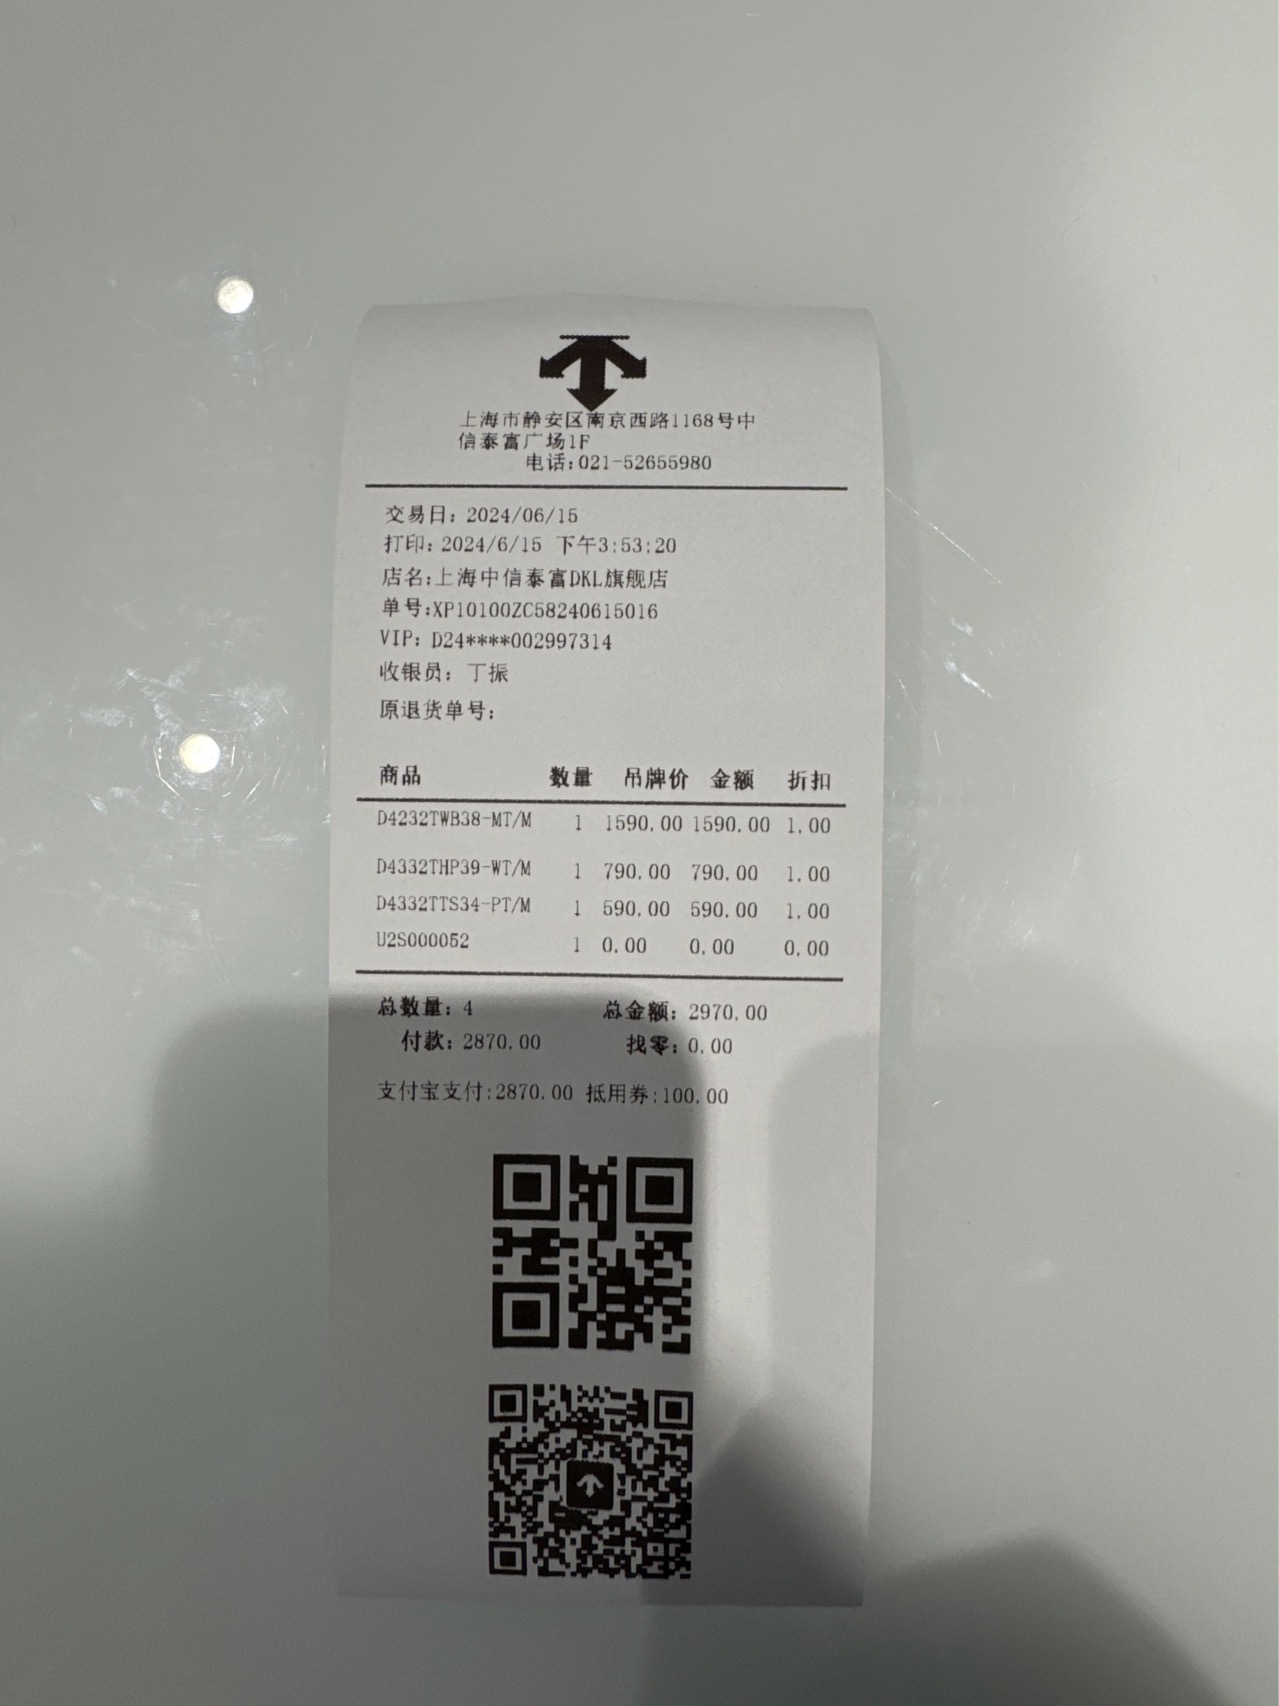 上海市静安区南京西路1168号中
信泰富广场1F
电话:021-52655980
交易日: 2024/06/15
打印: 2024/6/15 下午3:53:20
店名:上海中信泰富DKL旗舰店
单号:XP10100ZC58240615016
VIP: D24****002997314
收银员: 丁振
原退货单号:
商品 数量 吊牌价 金额 折扣
D4232TWB38-MT/M 1 1590.00 1590.00 1.00
D4332THP39-WT/M 1 790.00 790.00 1.00
D4332TTS34-PT/M 1 590.00 590.00 1.00
U2S000052 1 0.00 0.00 0.00
总数量: 4 总金额: 2970.00
付款: 2870.00 找零: 0.00
支付宝支付:2870.00 抵用券:100.00